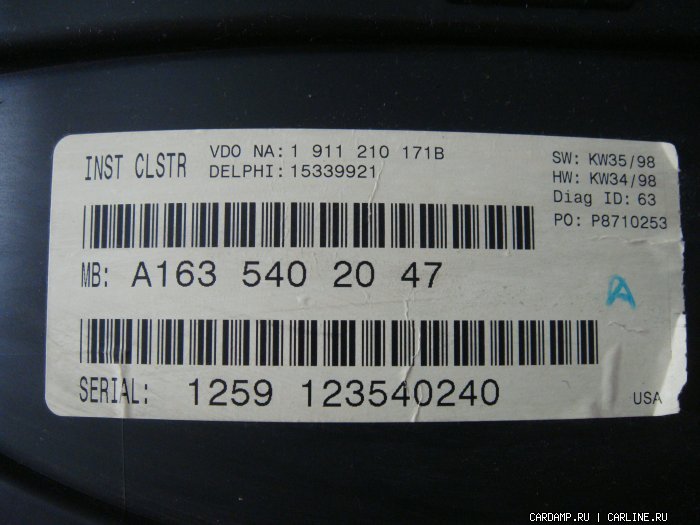 INST CLSTR
VDO NA: 1 911 210 171B
DELPHI: 15339921
SW: KW35/98
HW: KW34/98
Diag ID: 63
PO: P8710253
MB: A163 540 20 47
A
SERIAL: 1259 123540240
USA
CARDAMP.RU | CARLINE.RU